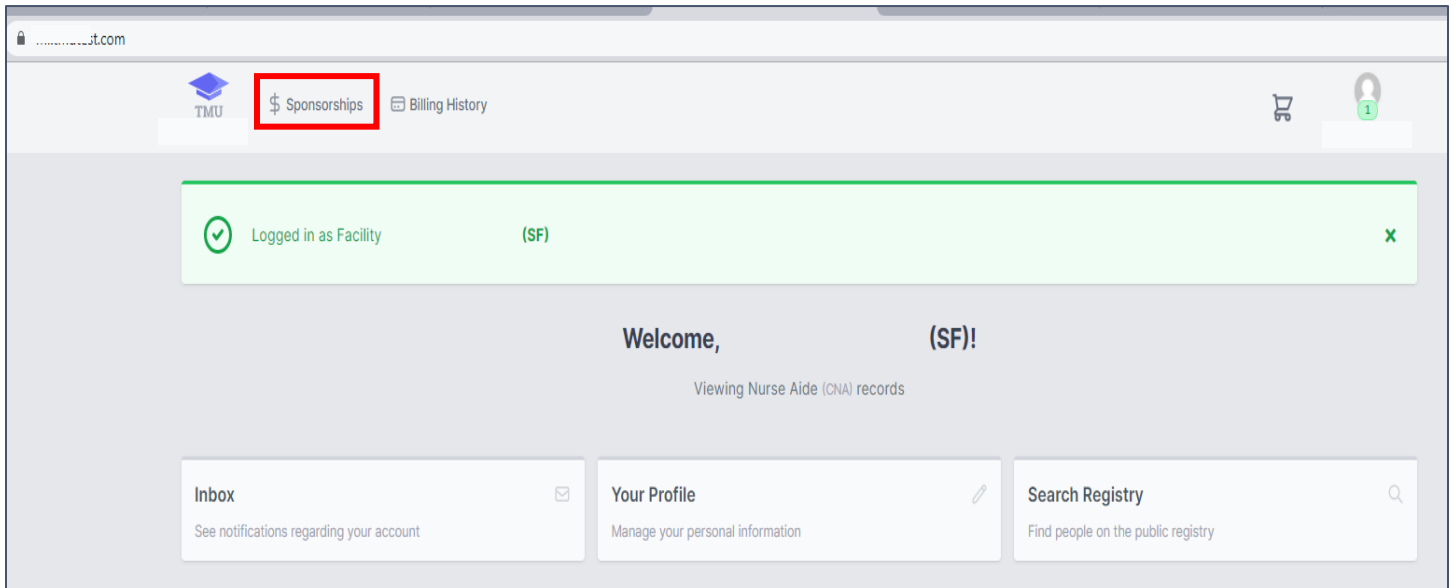 st.com
TMU
$ Sponsorships
Billing History
1
Logged in as Facility (SF)
Welcome, (SF)!
Viewing Nurse Aide (CNA) records
Inbox
See notifications regarding your account
Your Profile
Manage your personal information
Search Registry
Find people on the public registry